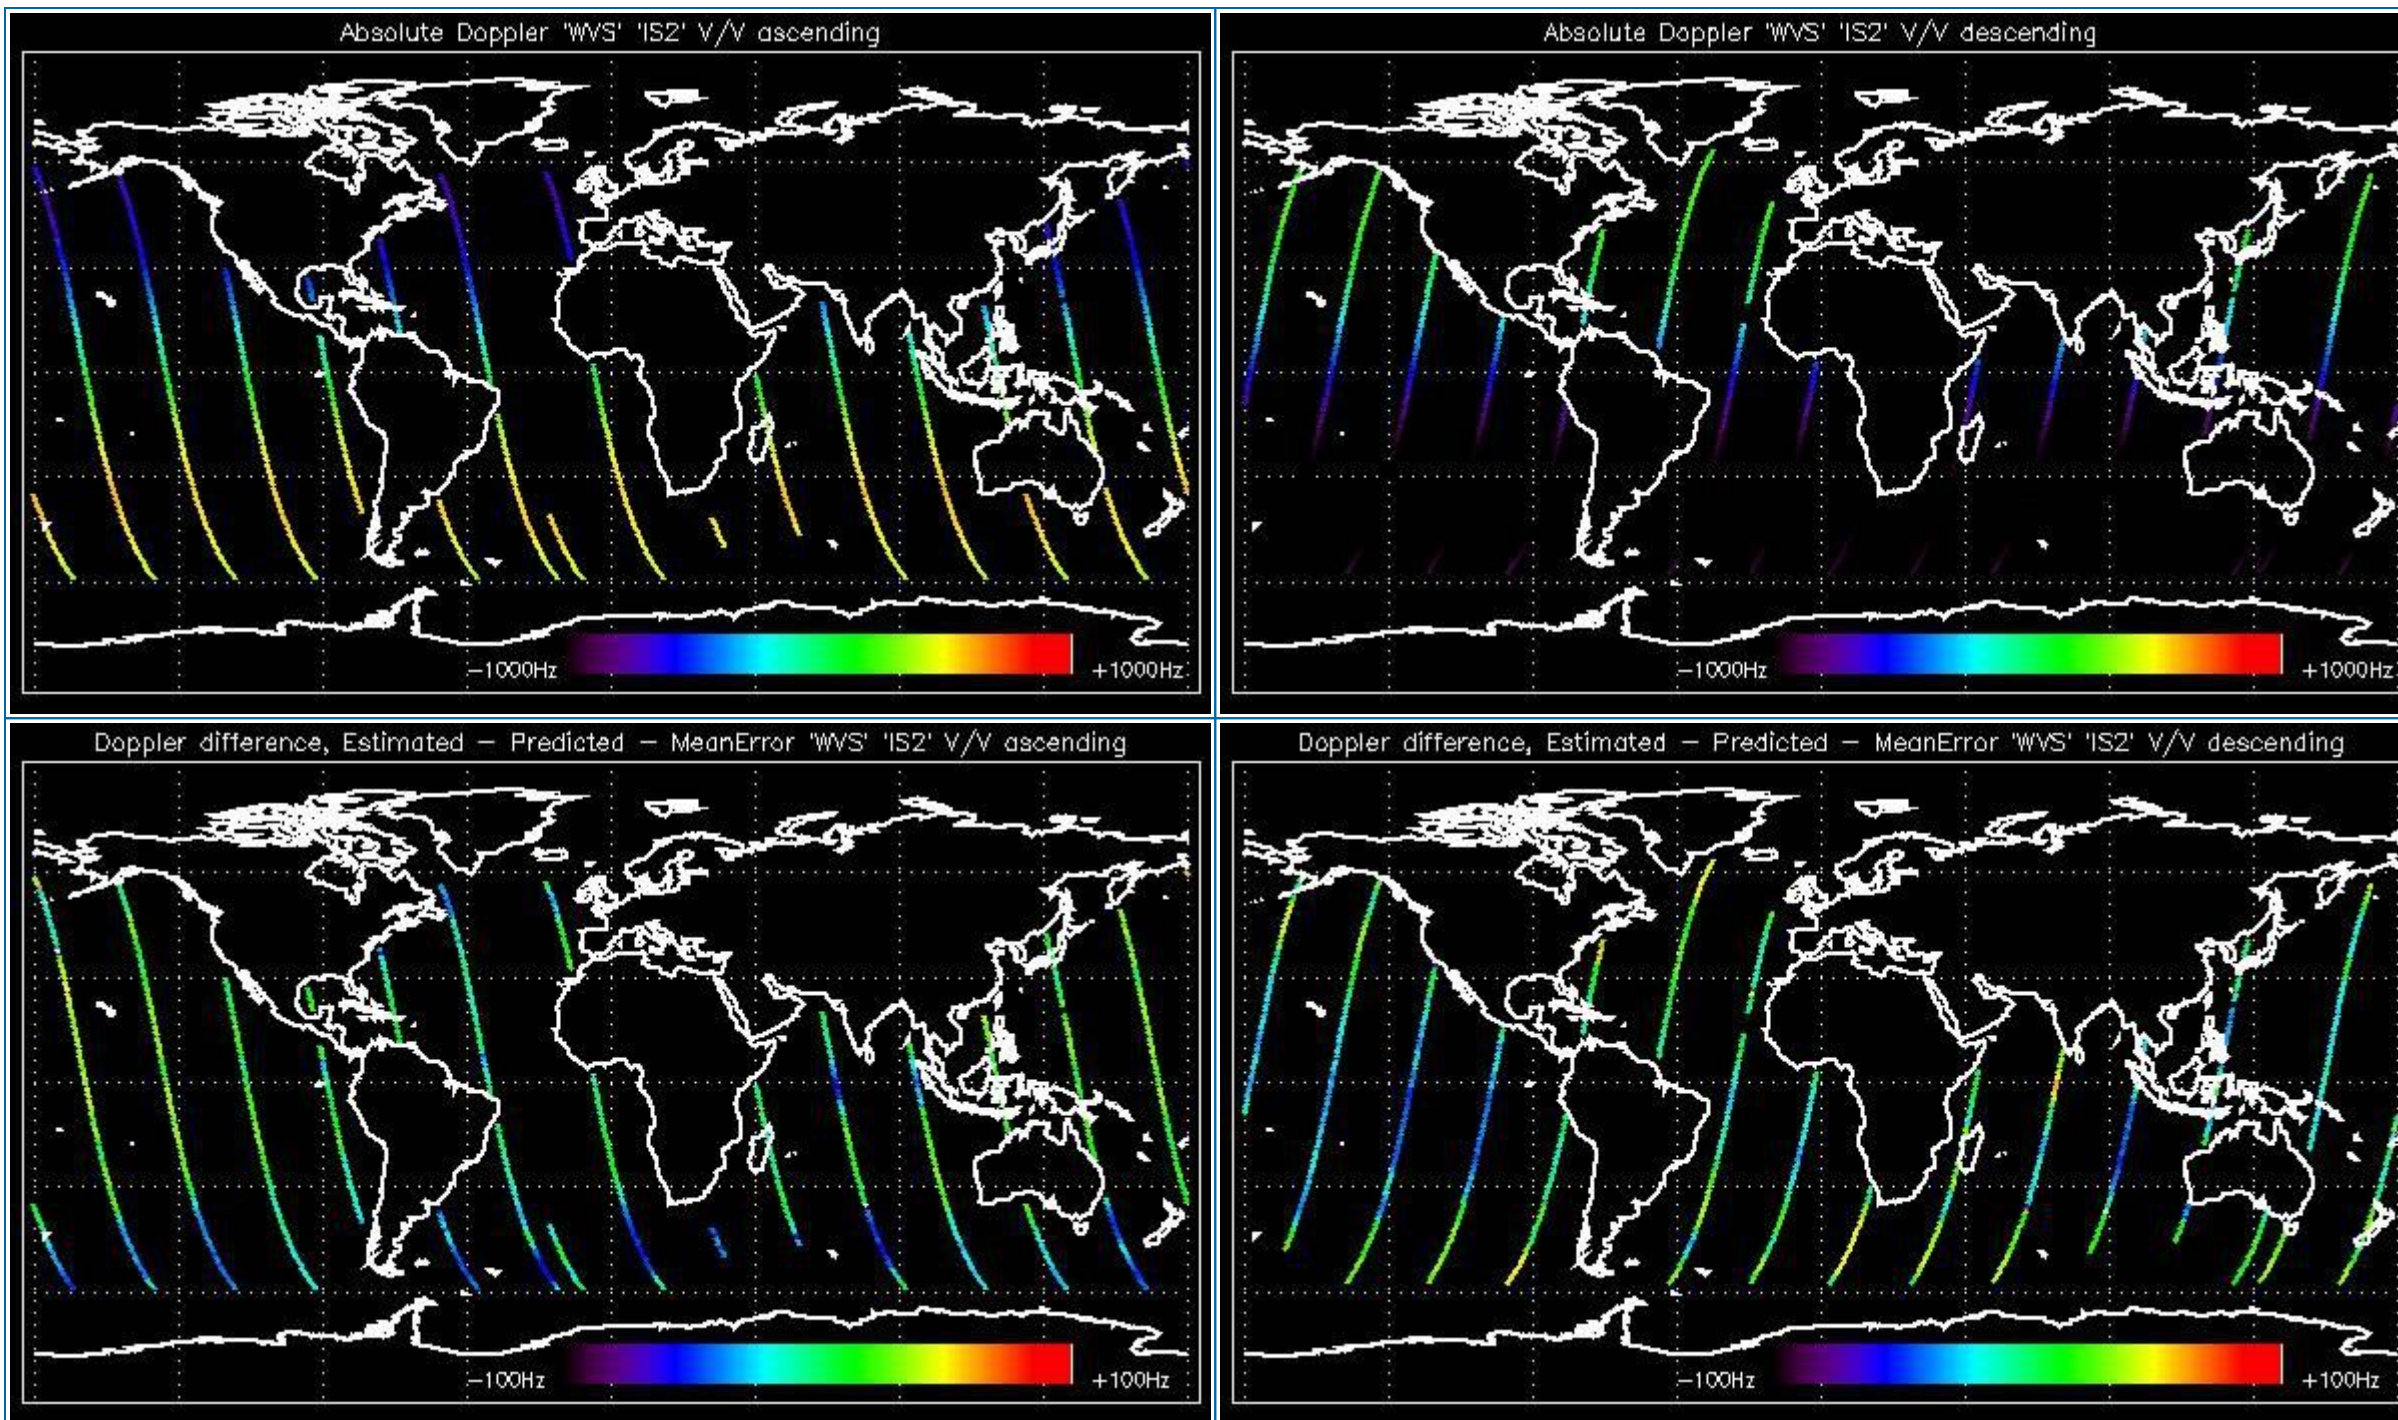 Absolute Doppler 'WVS' 'IS2' V/V ascending
-1000Hz
+1000Hz
Absolute Doppler 'WVS' 'IS2' V/V descending
-1000Hz
+1000Hz
Doppler difference, Estimated – Predicted – MeanError 'WVS' 'IS2' V/V ascending
-100Hz
+100Hz
Doppler difference, Estimated – Predicted – MeanError 'WVS' 'IS2' V/V descending
-100Hz
+100Hz